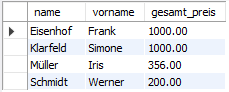 name vorname gesamt_preis
Eisenhof Frank 1000.00
Klarfeld Simone 1000.00
Müller Iris 356.00
Schmidt Werner 200.00